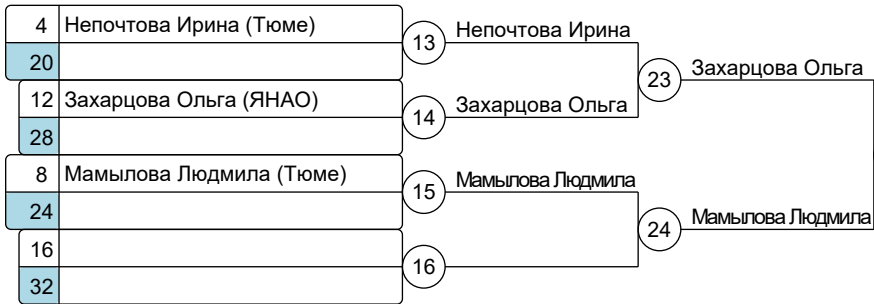 4 Непочтова Ирина (Тюме)
20
13 Непочтова Ирина
12 Захарцова Ольга (ЯНАО)
28
14 Захарцова Ольга
23 Захарцова Ольга
8 Мамылова Людмила (Тюме)
24
15 Мамылова Людмила
16
32
16
24 Мамылова Людмила